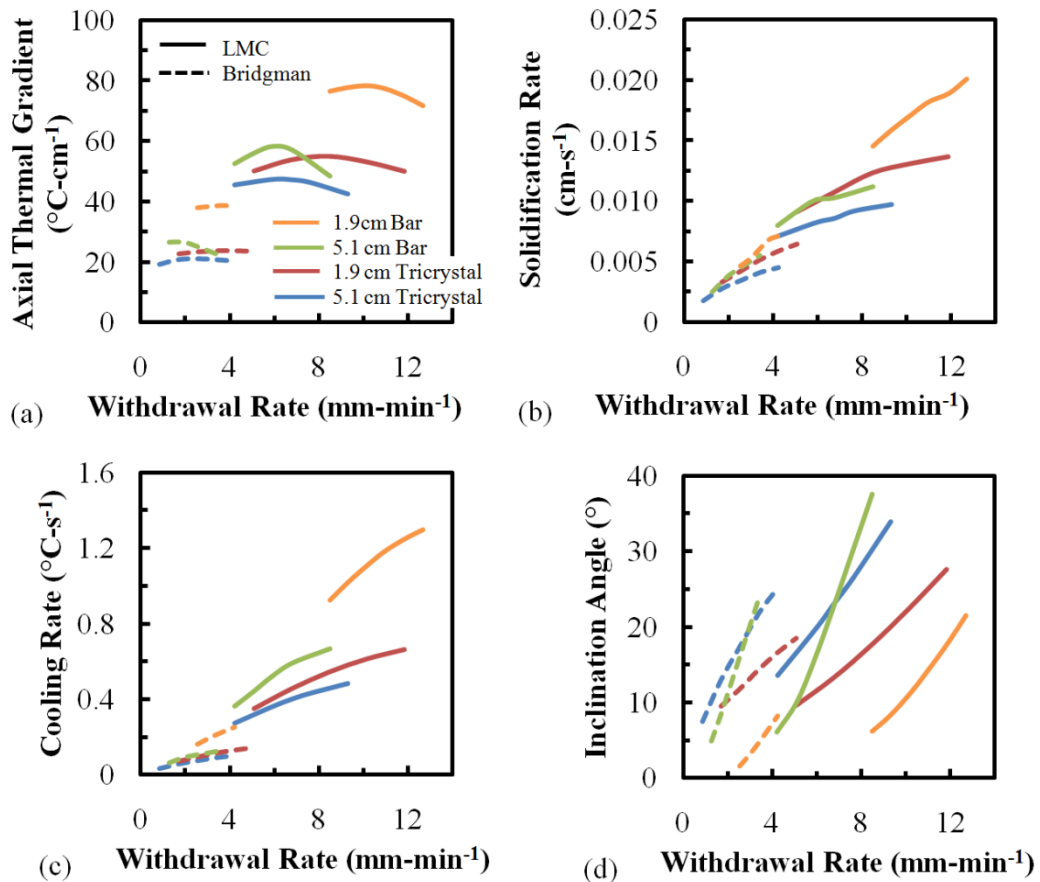 100
80
60
40
20
0
0 4 8 12
Axial Thermal Gradient
(°C-cm⁻¹)
LMC
Bridgman
1.9cm Bar
5.1 cm Bar
1.9 cm Tricrystal
5.1 cm Tricrystal
(a)
Withdrawal Rate (mm-min⁻¹)
0.025
0.020
0.015
0.010
0.005
0
0 4 8 12
Solidification Rate
(cm-s⁻¹)
(b)
Withdrawal Rate (mm-min⁻¹)
1.6
1.2
0.8
0.4
0
0 4 8 12
Cooling Rate (°C-s⁻¹)
(c)
Withdrawal Rate (mm-min⁻¹)
40
30
20
10
0
0 4 8 12
Inclination Angle (°)
(d)
Withdrawal Rate (mm-min⁻¹)